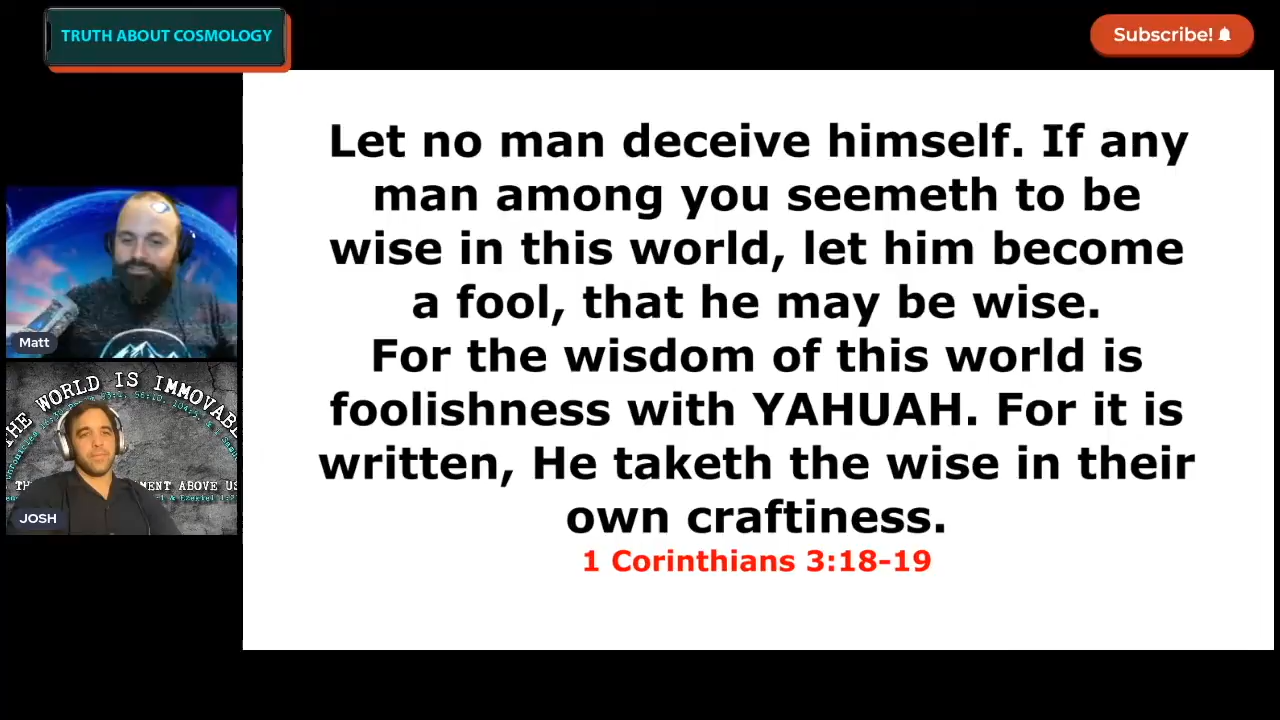 TRUTH ABOUT COSMOLOGY
Subscribe!
Let no man deceive himself. If any
man among you seemeth to be
wise in this world, let him become
a fool, that he may be wise.
For the wisdom of this world is
foolishness with YAHUAH. For it is
written, He taketh the wise in their
own craftiness.
1 Corinthians 3:18-19
Matt
THE WORLD IS IMMOVABLE
MENT ABOVE US
JOSH